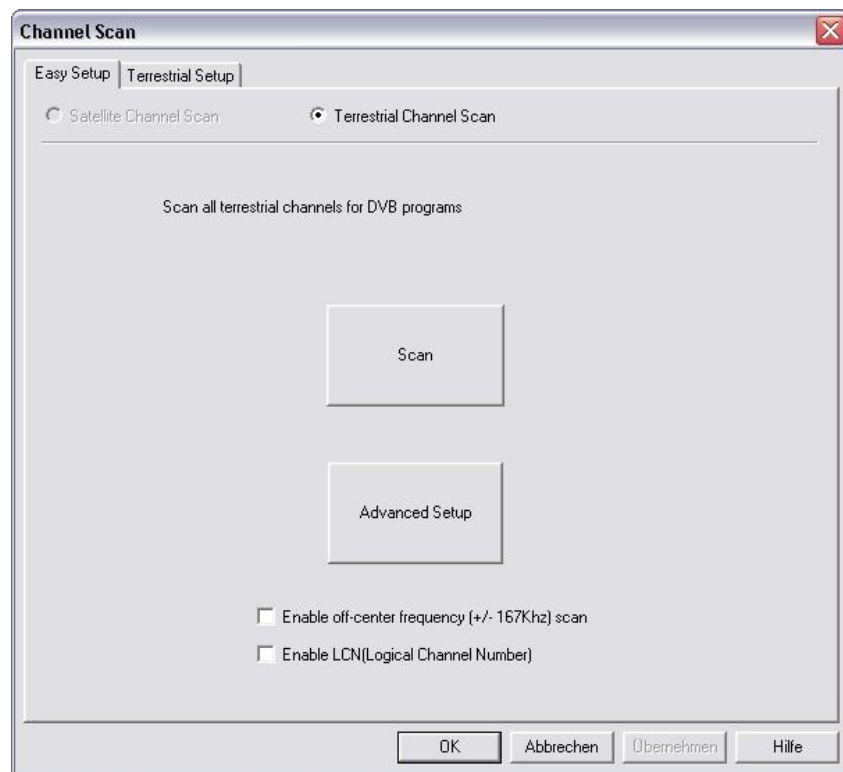 Channel Scan
Easy Setup Terrestrial Setup
Satellite Channel Scan Terrestrial Channel Scan
Scan all terrestrial channels for DVB programs
Scan
Advanced Setup
Enable off-center frequency (+/- 167Khz) scan
Enable LCN(Logical Channel Number)
OK Abbrechen Übernehmen Hilfe